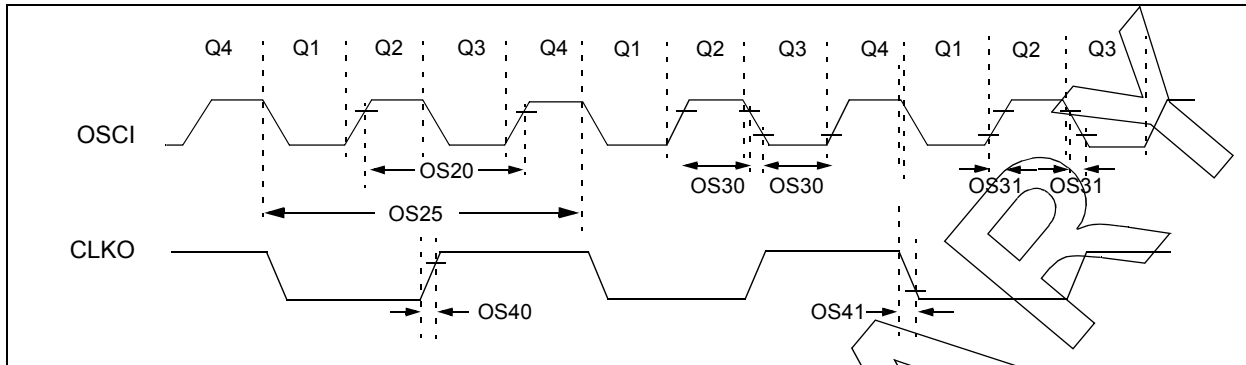 Q4 Q1 Q2 Q3 Q4 Q1 Q2 Q3 Q4 Q1 Q2 Q3
OSCI
OS20 OS30 OS30 OS31 OS31
OS25
CLKO
OS40 OS41
A
R
Y